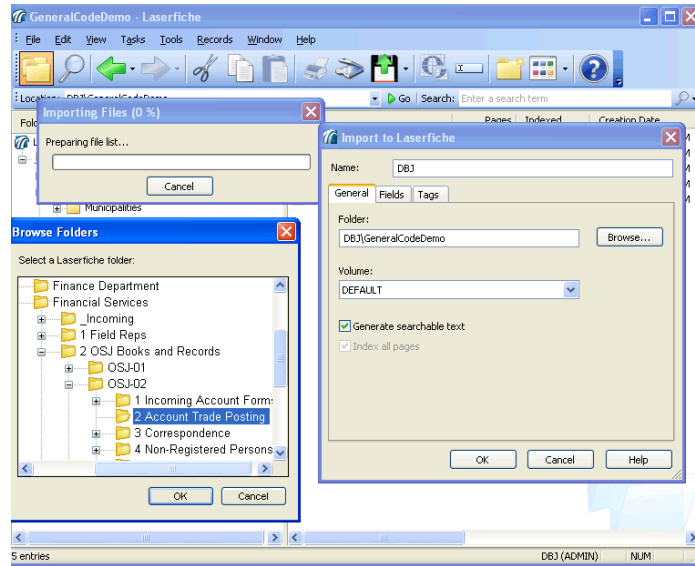 GeneralCodeDemo - Laserfiche
File Edit View Tasks Tools Records Window Help
Go Search: Enter a search term
Importing Files (0 %)
Preparing file list...
Cancel
Pages Indexed Creation Date
Municipalities
Import to Laserfiche
Name: DBJ
General Fields Tags
Folder:
DBJ\GeneralCodeDemo Browse...
Volume:
DEFAULT
Generate searchable text
Index all pages
OK Cancel Help
Browse Folders
Select a Laserfiche folder:
Finance Department
Financial Services
_Incoming
1 Field Reps
2 OSJ Books and Records
OSJ-01
OSJ-02
1 Incoming Account Form
2 Account Trade Posting
3 Correspondence
4 Non-Registered Persons
OK Cancel
5 entries DBJ (ADMIN) NUM